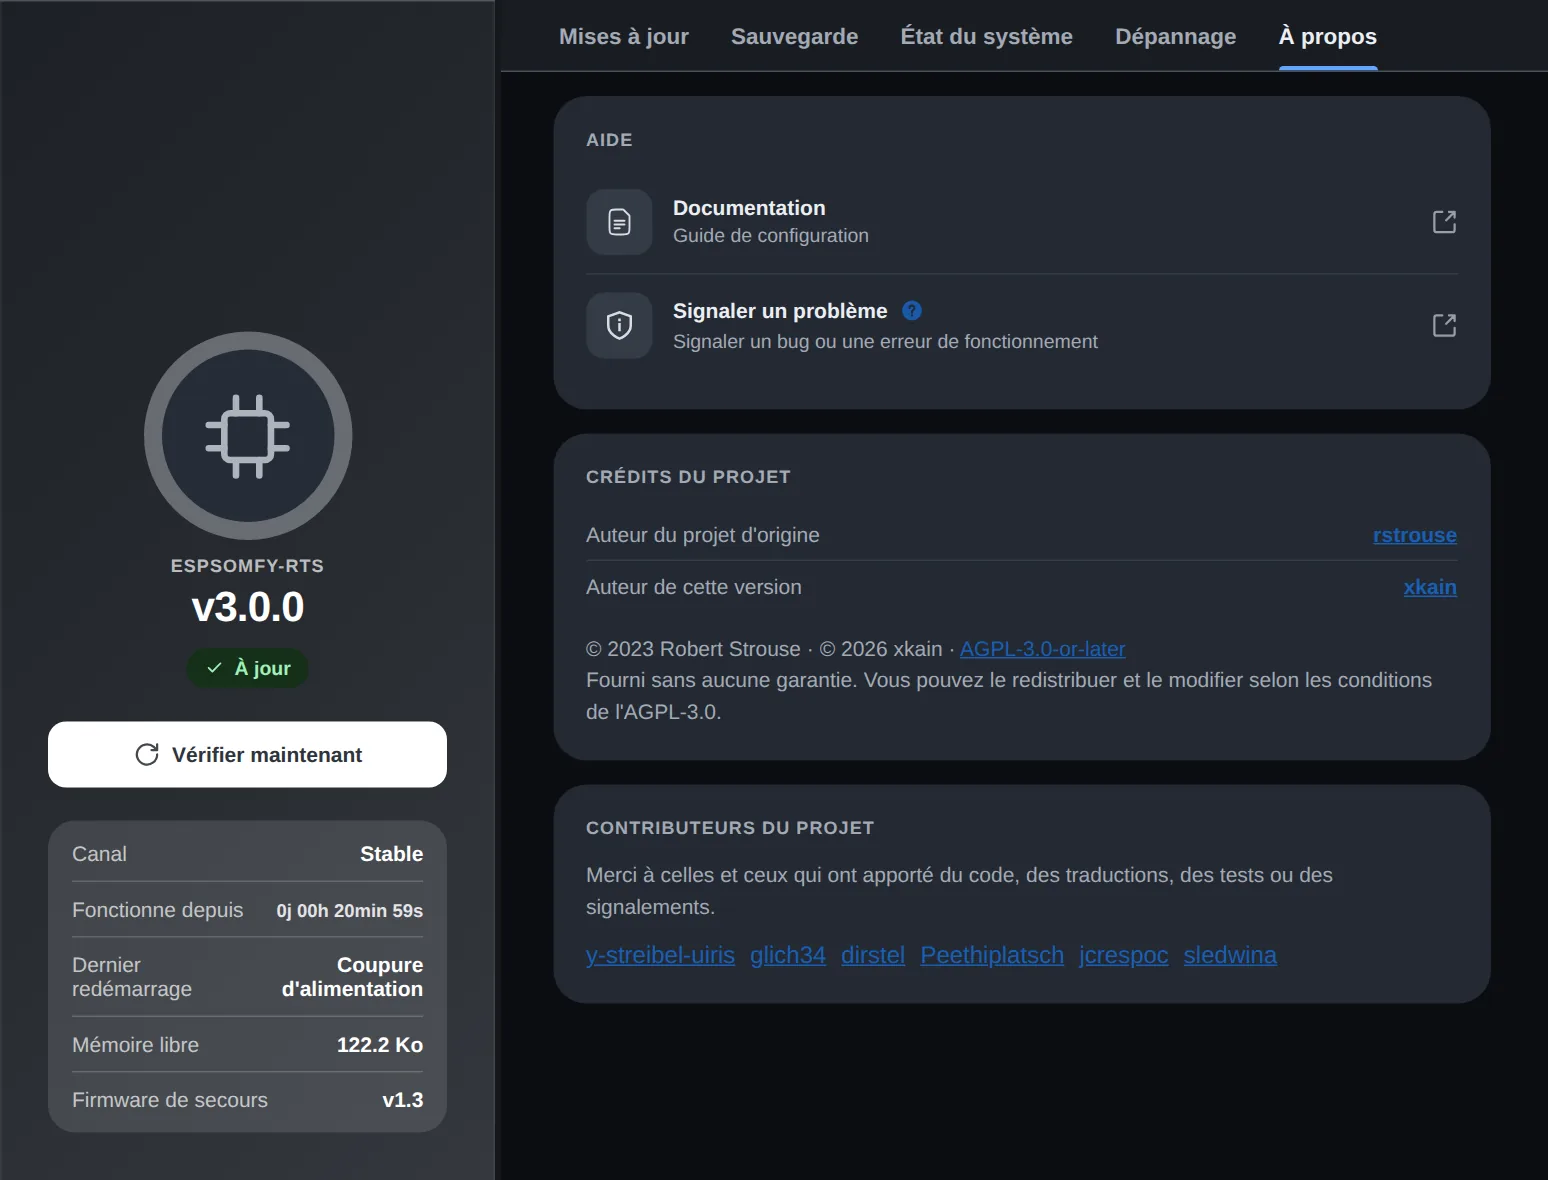 Mises à jour Sauvegarde État du système Dépannage À propos
ESPSOMFY-RTS
v3.0.0
À jour
Vérifier maintenant
Canal Stable
Fonctionne depuis 0j 00h 20min 59s
Dernier redémarrage Coupure d'alimentation
Mémoire libre 122.2 Ko
Firmware de secours v1.3
AIDE
Documentation
Guide de configuration
Signaler un problème ?
Signaler un bug ou une erreur de fonctionnement
CRÉDITS DU PROJET
Auteur du projet d'origine rstrouse
Auteur de cette version xkain
© 2023 Robert Strouse · © 2026 xkain · AGPL-3.0-or-later
Fourni sans aucune garantie. Vous pouvez le redistribuer et le modifier selon les conditions
de l'AGPL-3.0.
CONTRIBUTEURS DU PROJET
Merci à celles et ceux qui ont apporté du code, des traductions, des tests ou des
signalements.
y-streibel-uiris glich34 dirstel Peethiplatsch jcrespoc sledwina